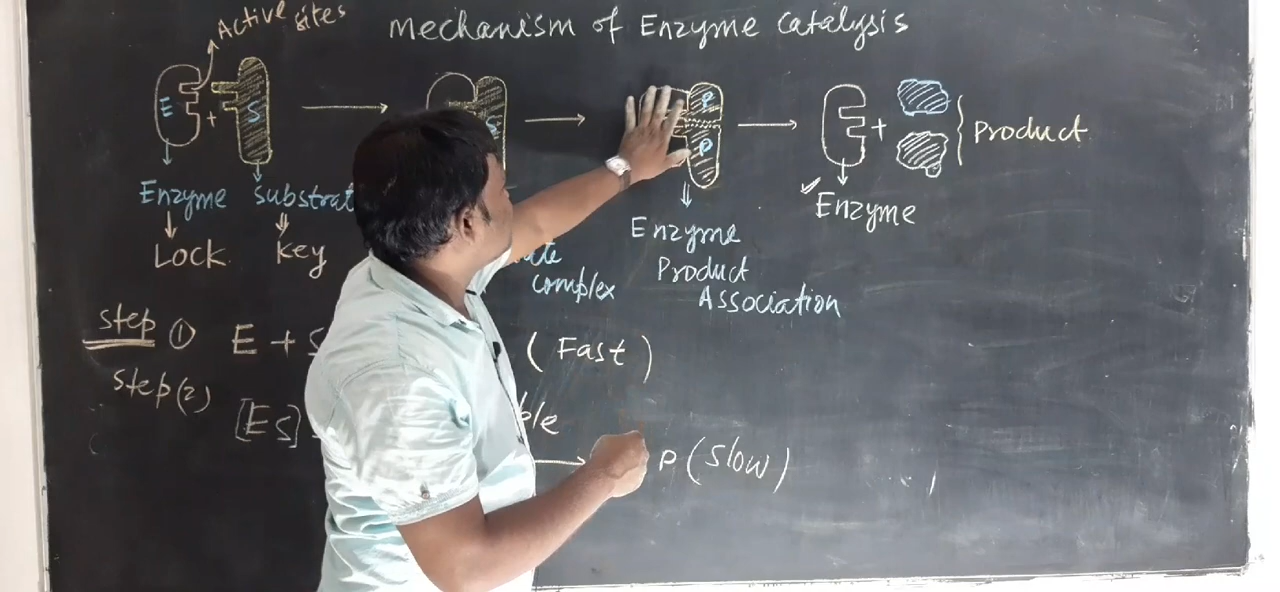 Active sites
mechanism of Enzyme catalysis
E + S
S
P
P
+
Product
Enzyme
Substrat
Enzyme
Lock
Key
complex
Enzyme
Product
Association
step ① E + S (Fast)
step (2) [ES]
P (Slow)